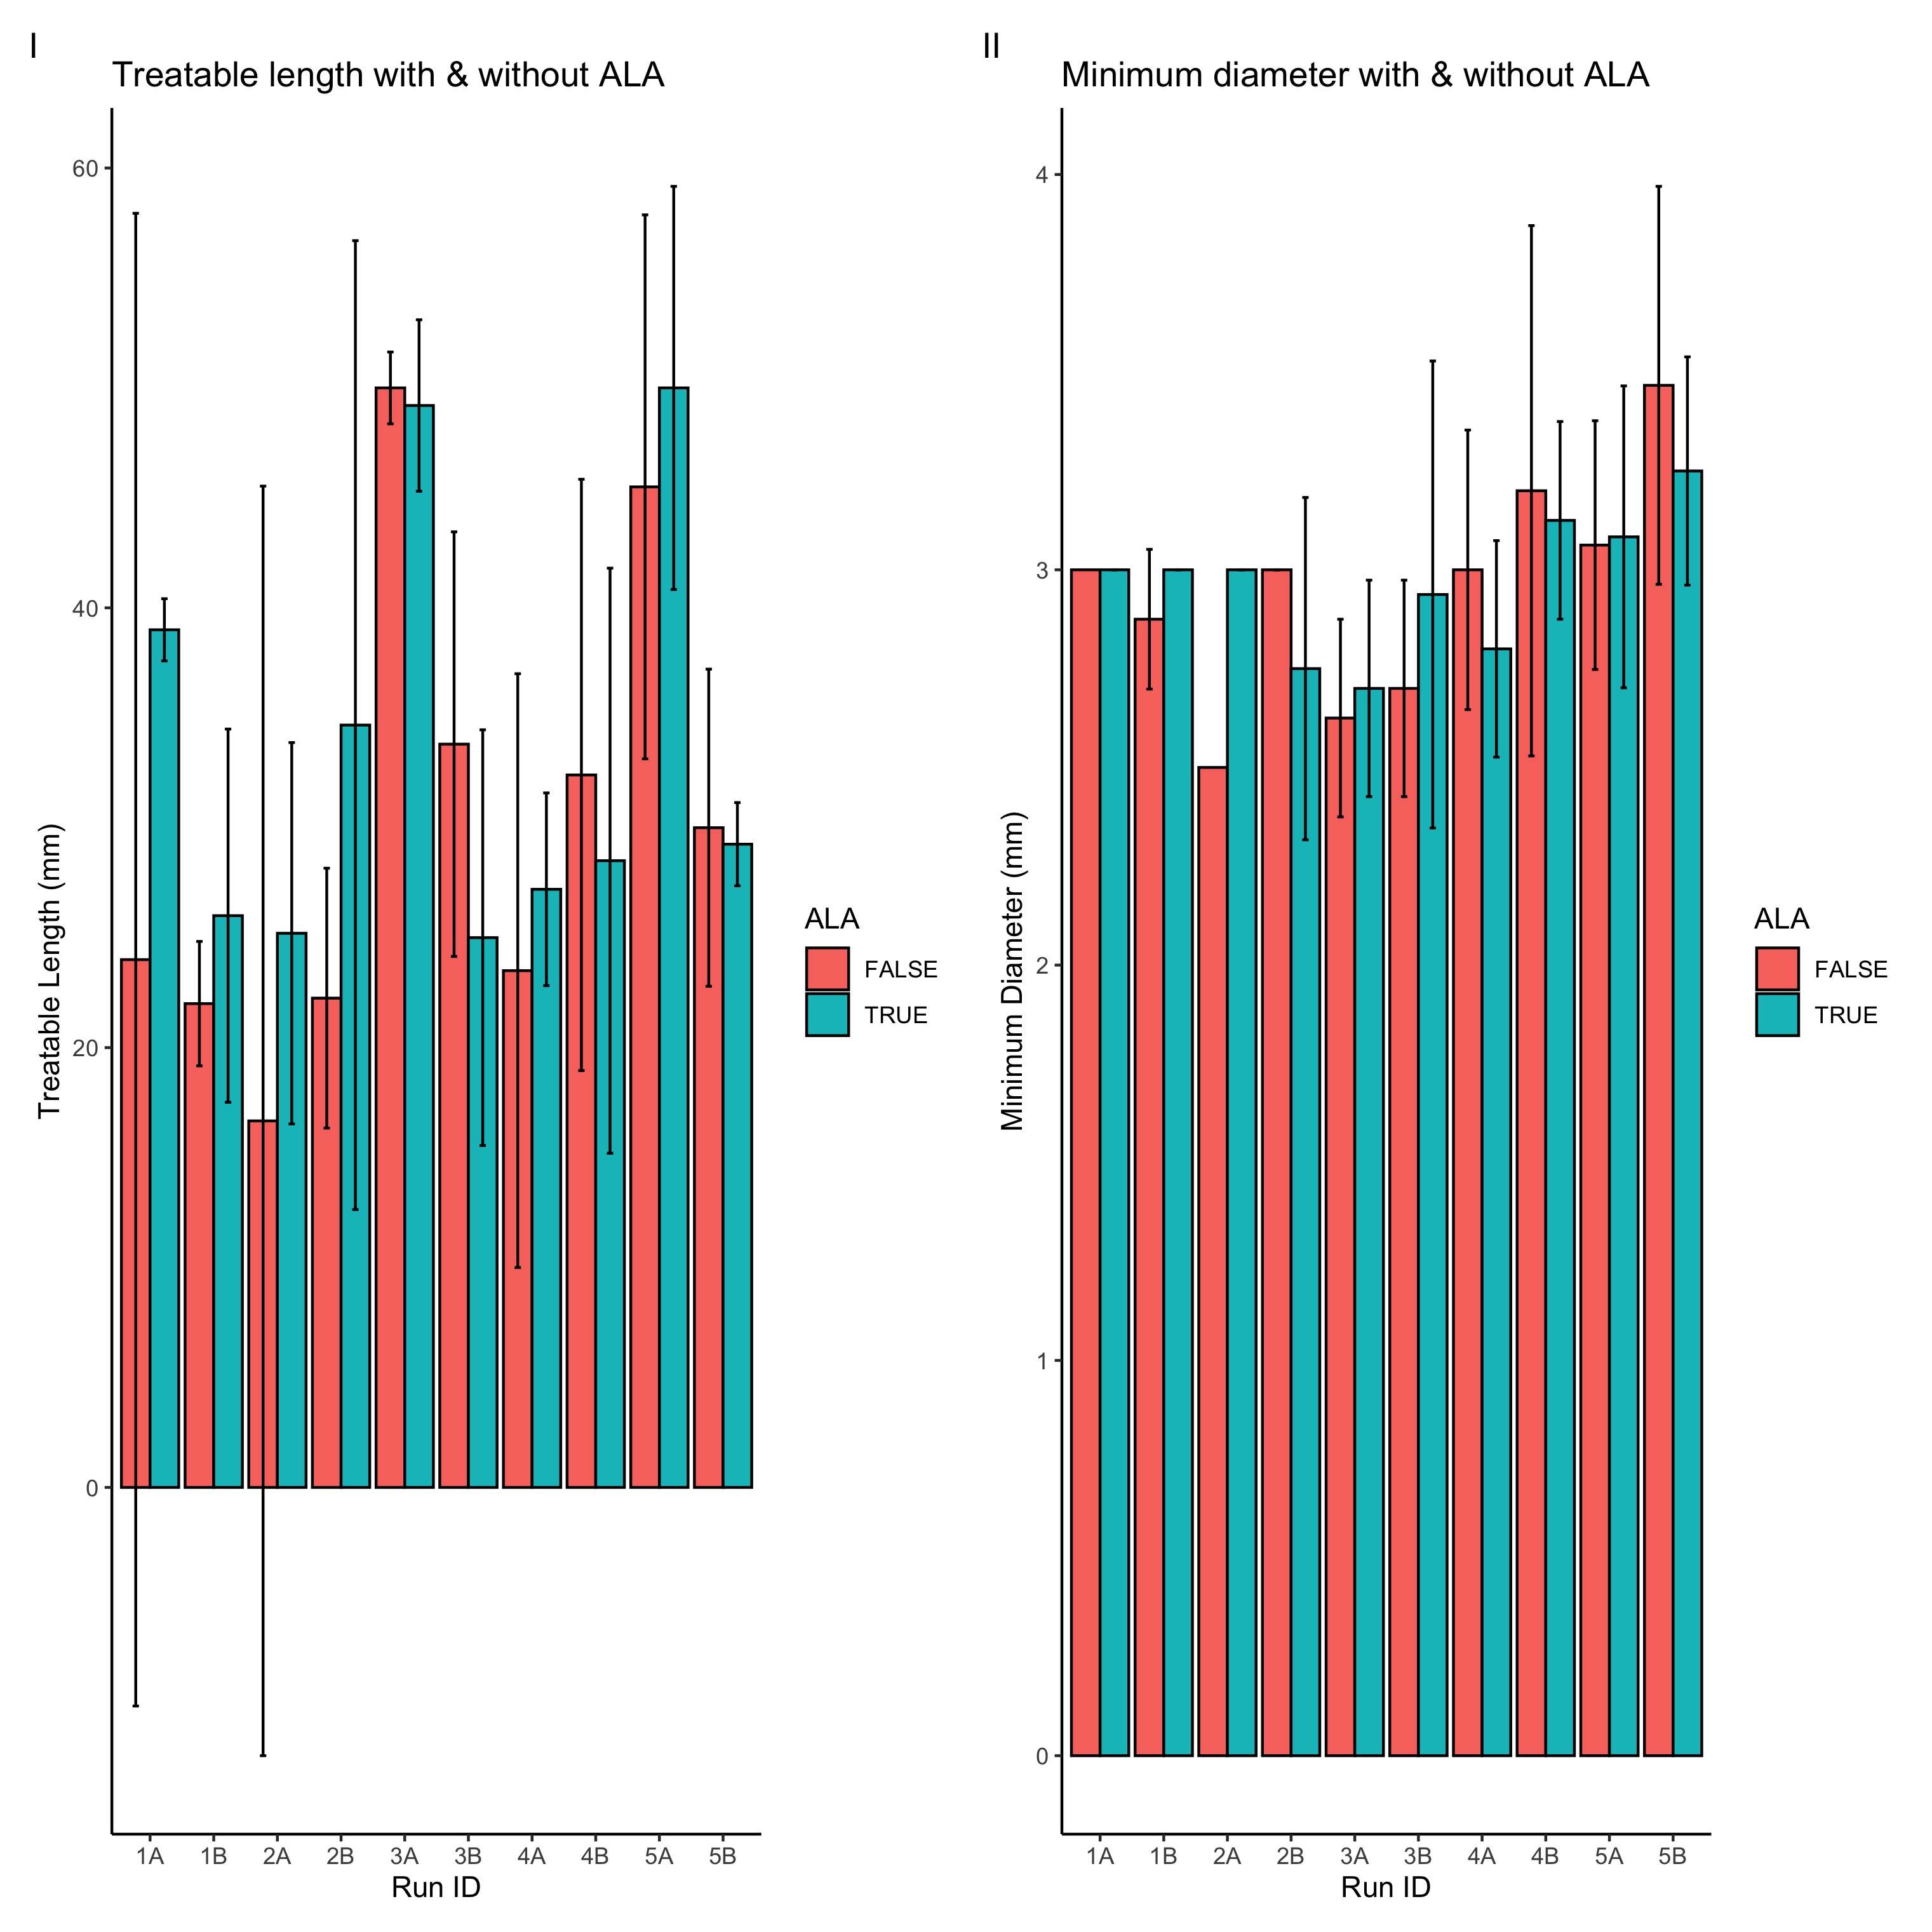 I
Treatable length with & without ALA
Treatable Length (mm)
60
40
20
0
1A 1B 2A 2B 3A 3B 4A 4B 5A 5B
Run ID
ALA
FALSE
TRUE
II
Minimum diameter with & without ALA
Minimum Diameter (mm)
4
3
2
1
0
1A 1B 2A 2B 3A 3B 4A 4B 5A 5B
Run ID
ALA
FALSE
TRUE